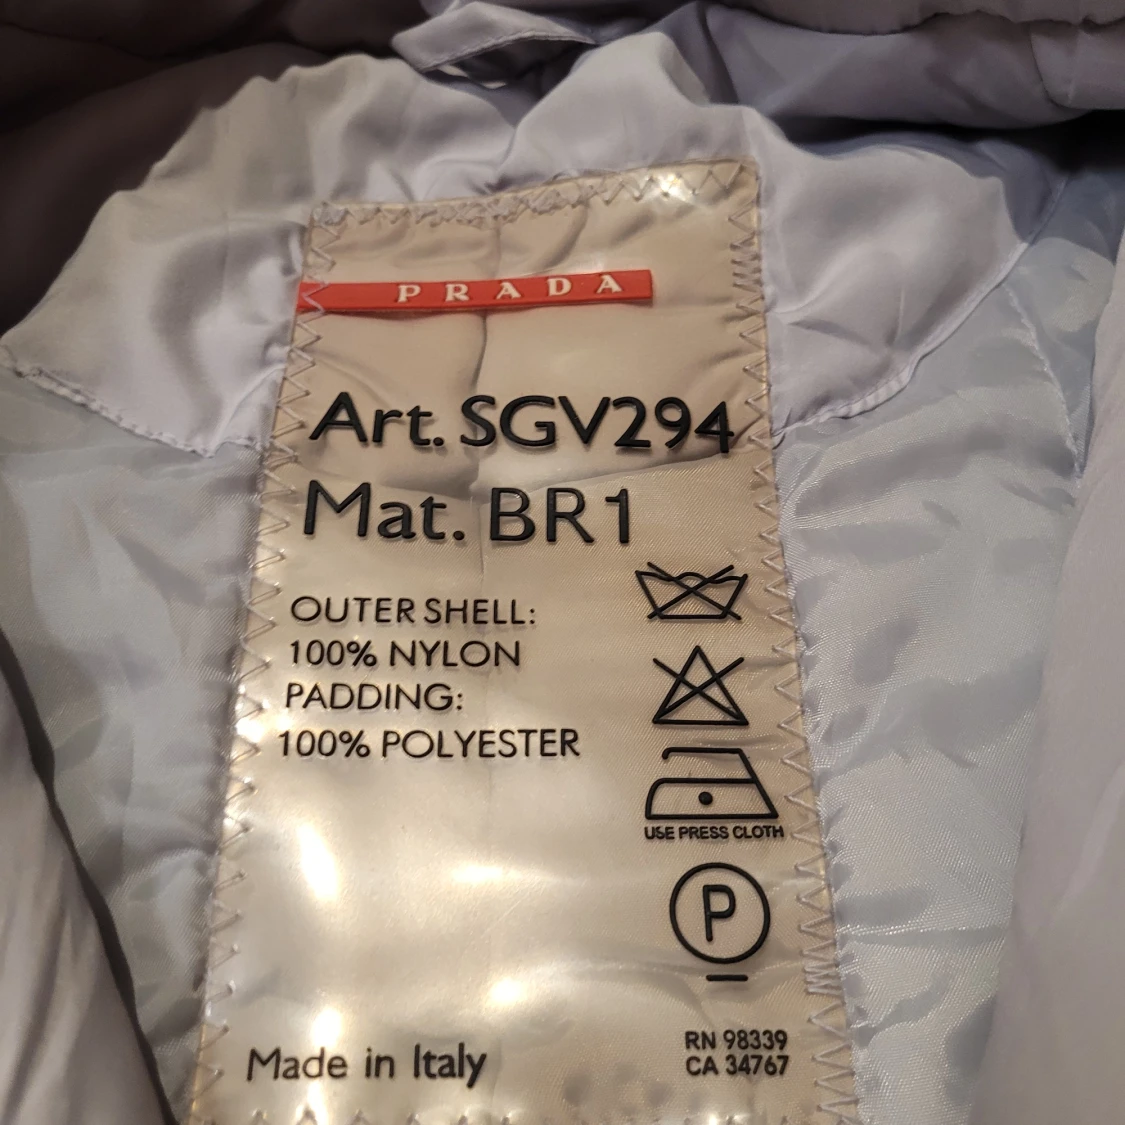 PRADA
Art. SGV294
Mat. BR1
OUTER SHELL:
100% NYLON
PADDING:
100% POLYESTER
USE PRESS CLOTH
P
Made in Italy
RN 98339
CA 34767